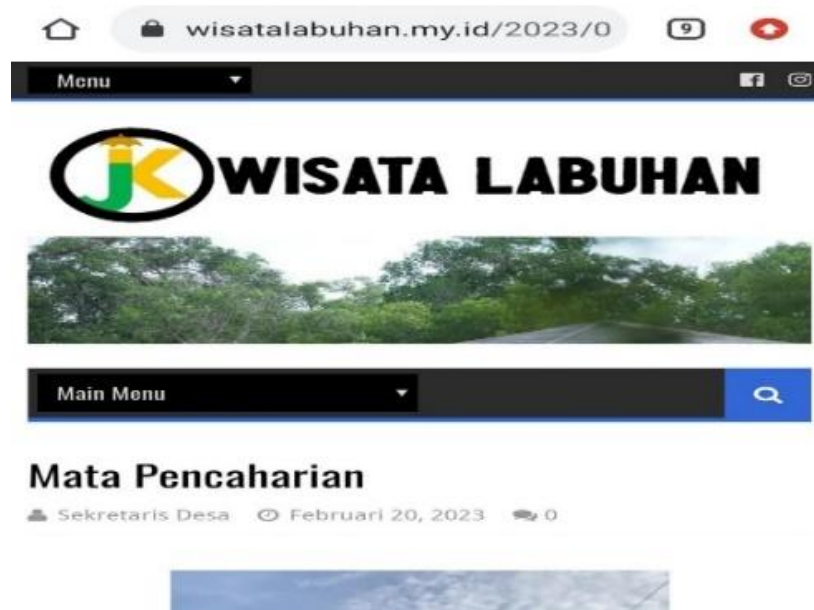 wisatalabuhan.my.id/2023/0 9
Menu
JK WISATA LABUHAN
Main Menu
Mata Pencaharian
Sekretaris Desa Februari 20, 2023 0